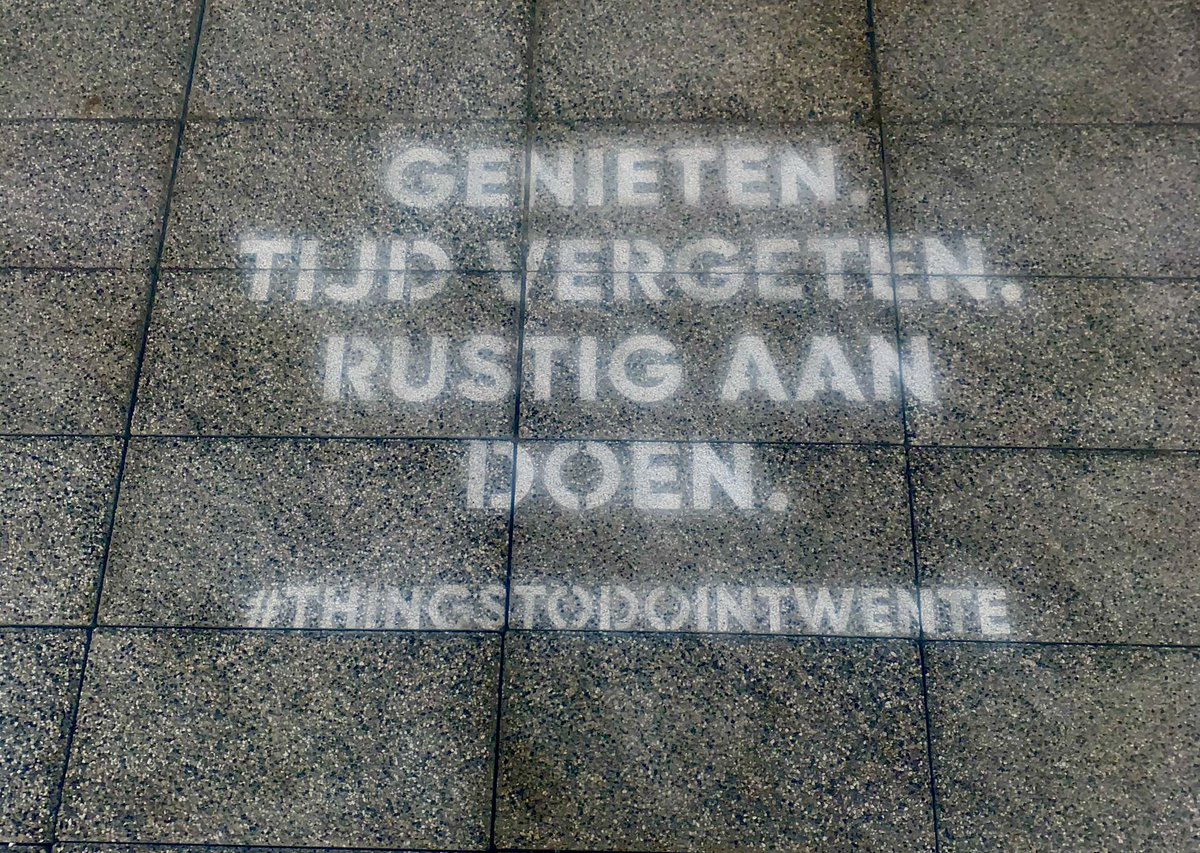 GENIETEN.
TIJD VERGETEN.
RUSTIG AAN
DOEN.
#THINGSTODOINTWENTE